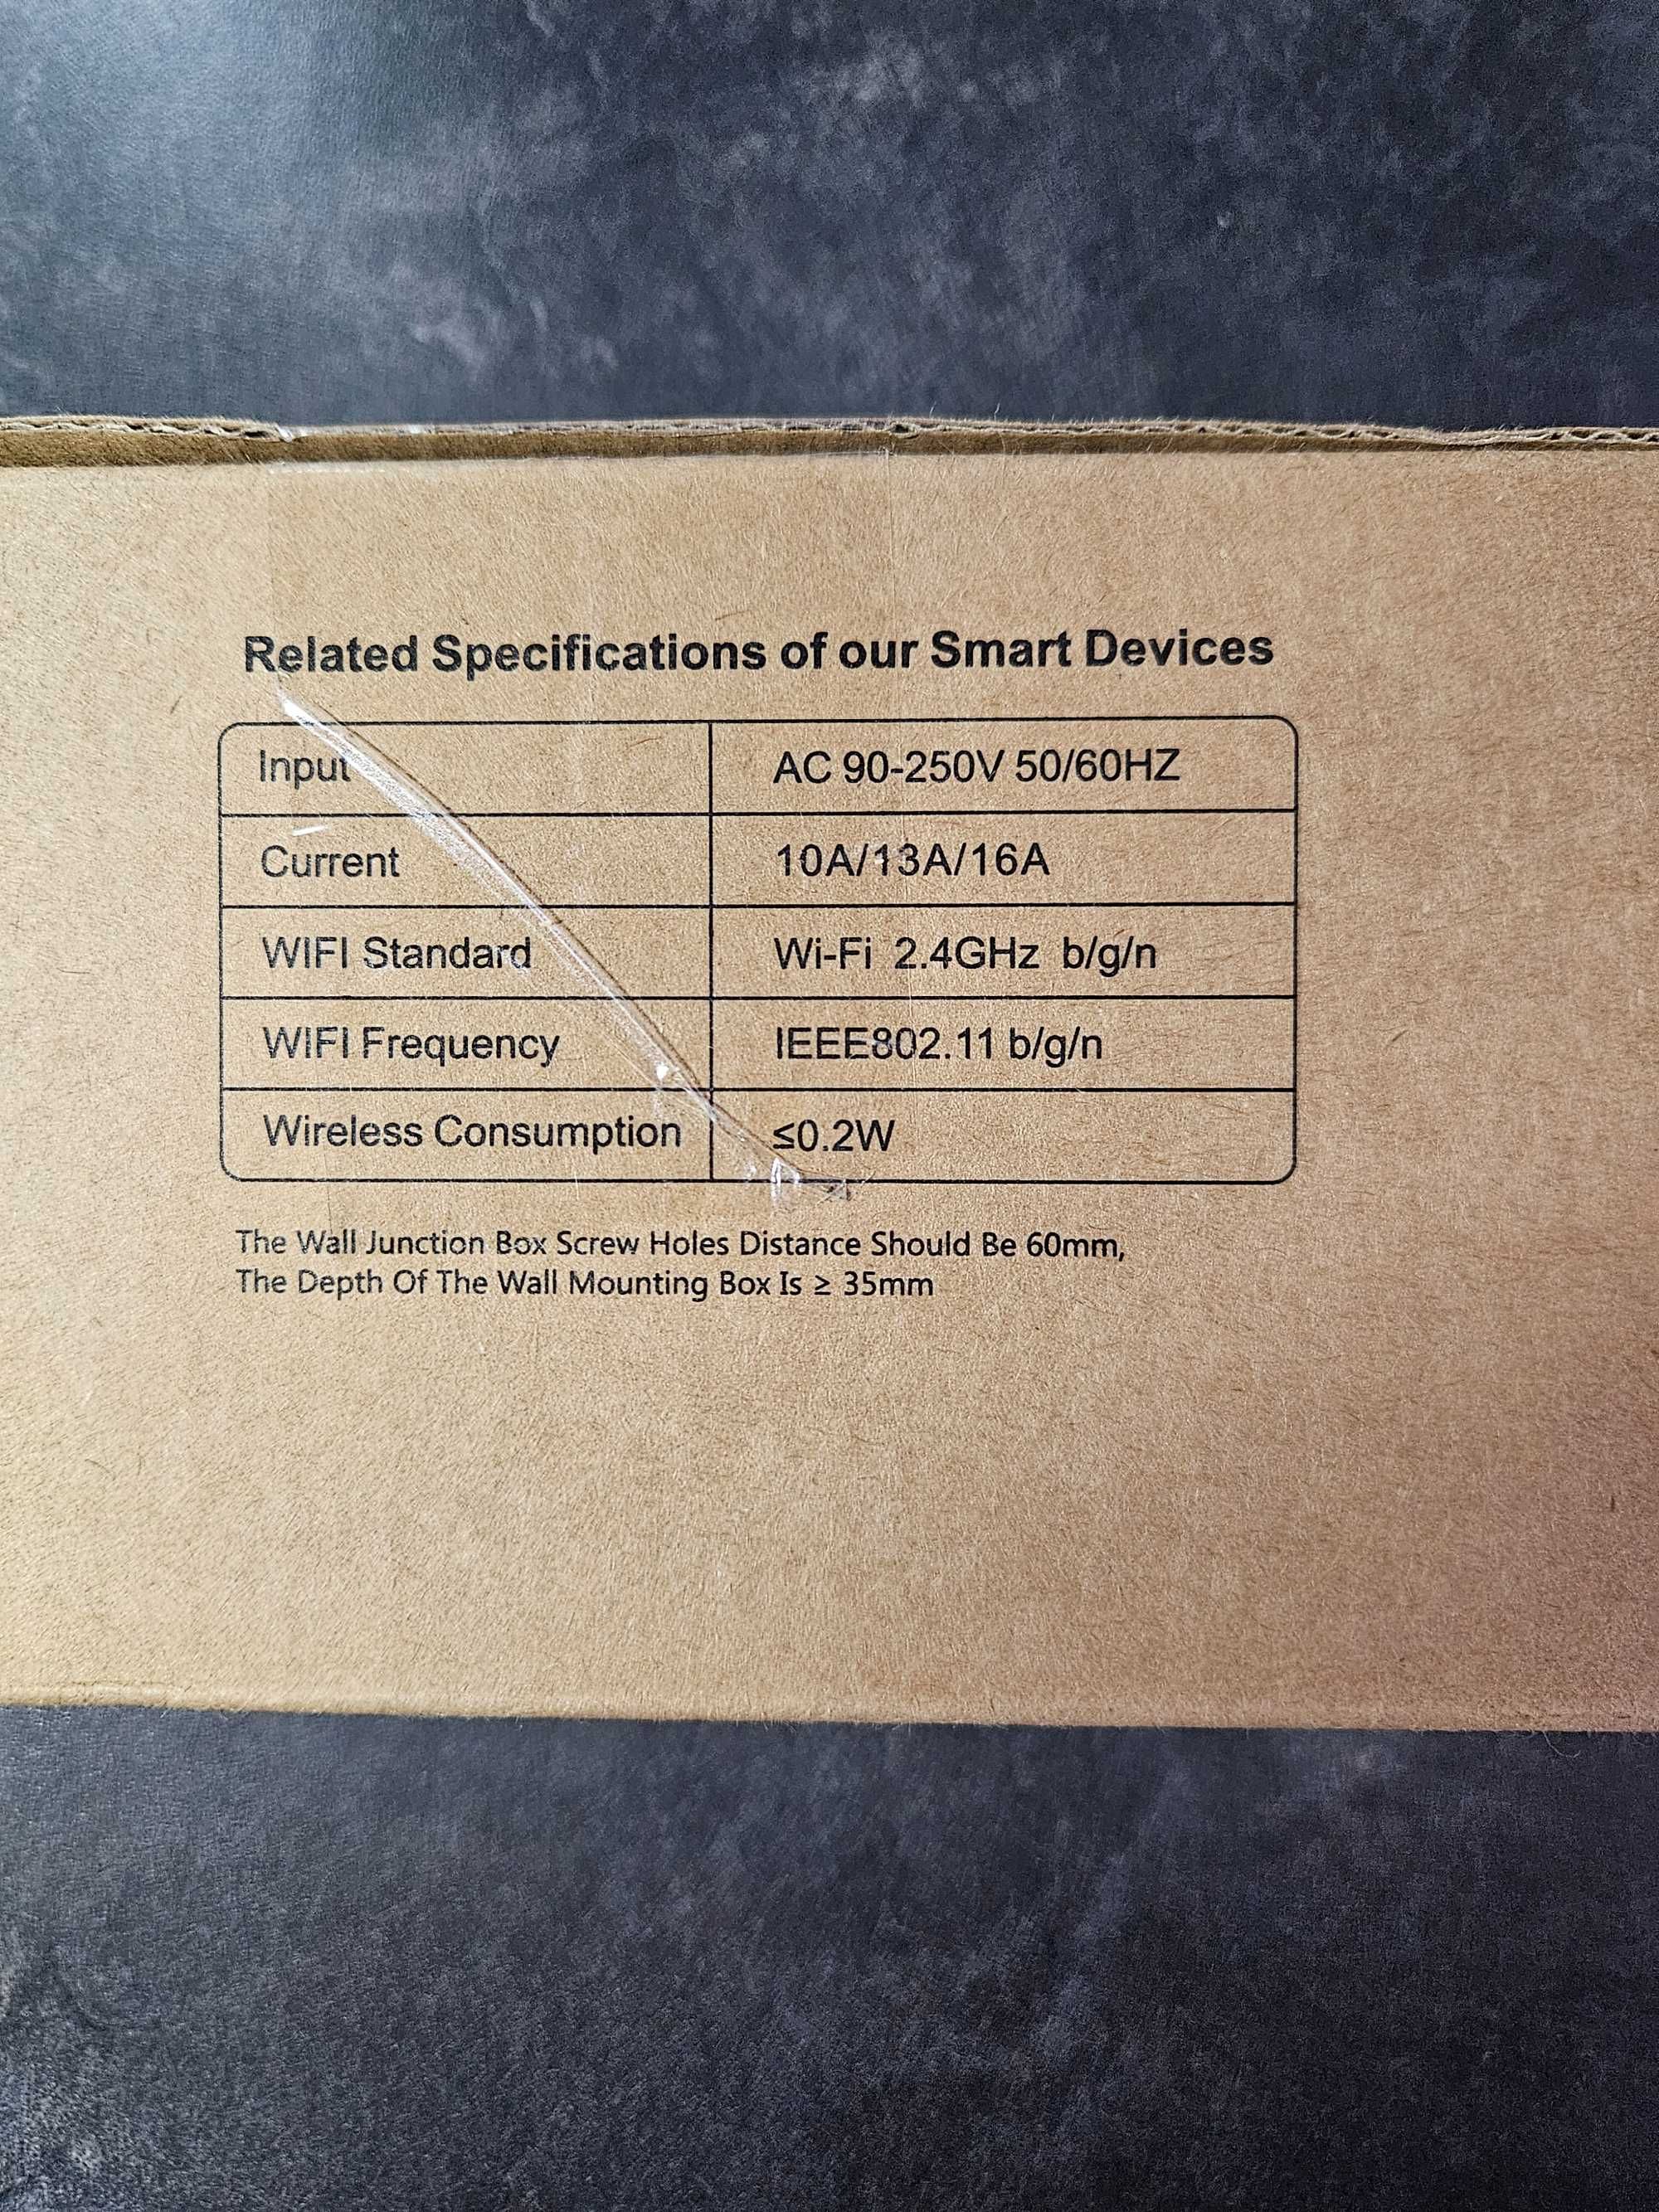 Related Specifications of our Smart Devices
Input AC 90-250V 50/60HZ
Current 10A/13A/16A
WIFI Standard Wi-Fi 2.4GHz b/g/n
WIFI Frequency IEEE802.11 b/g/n
Wireless Consumption ≤0.2W
The Wall Junction Box Screw Holes Distance Should Be 60mm,
The Depth Of The Wall Mounting Box Is ≥ 35mm